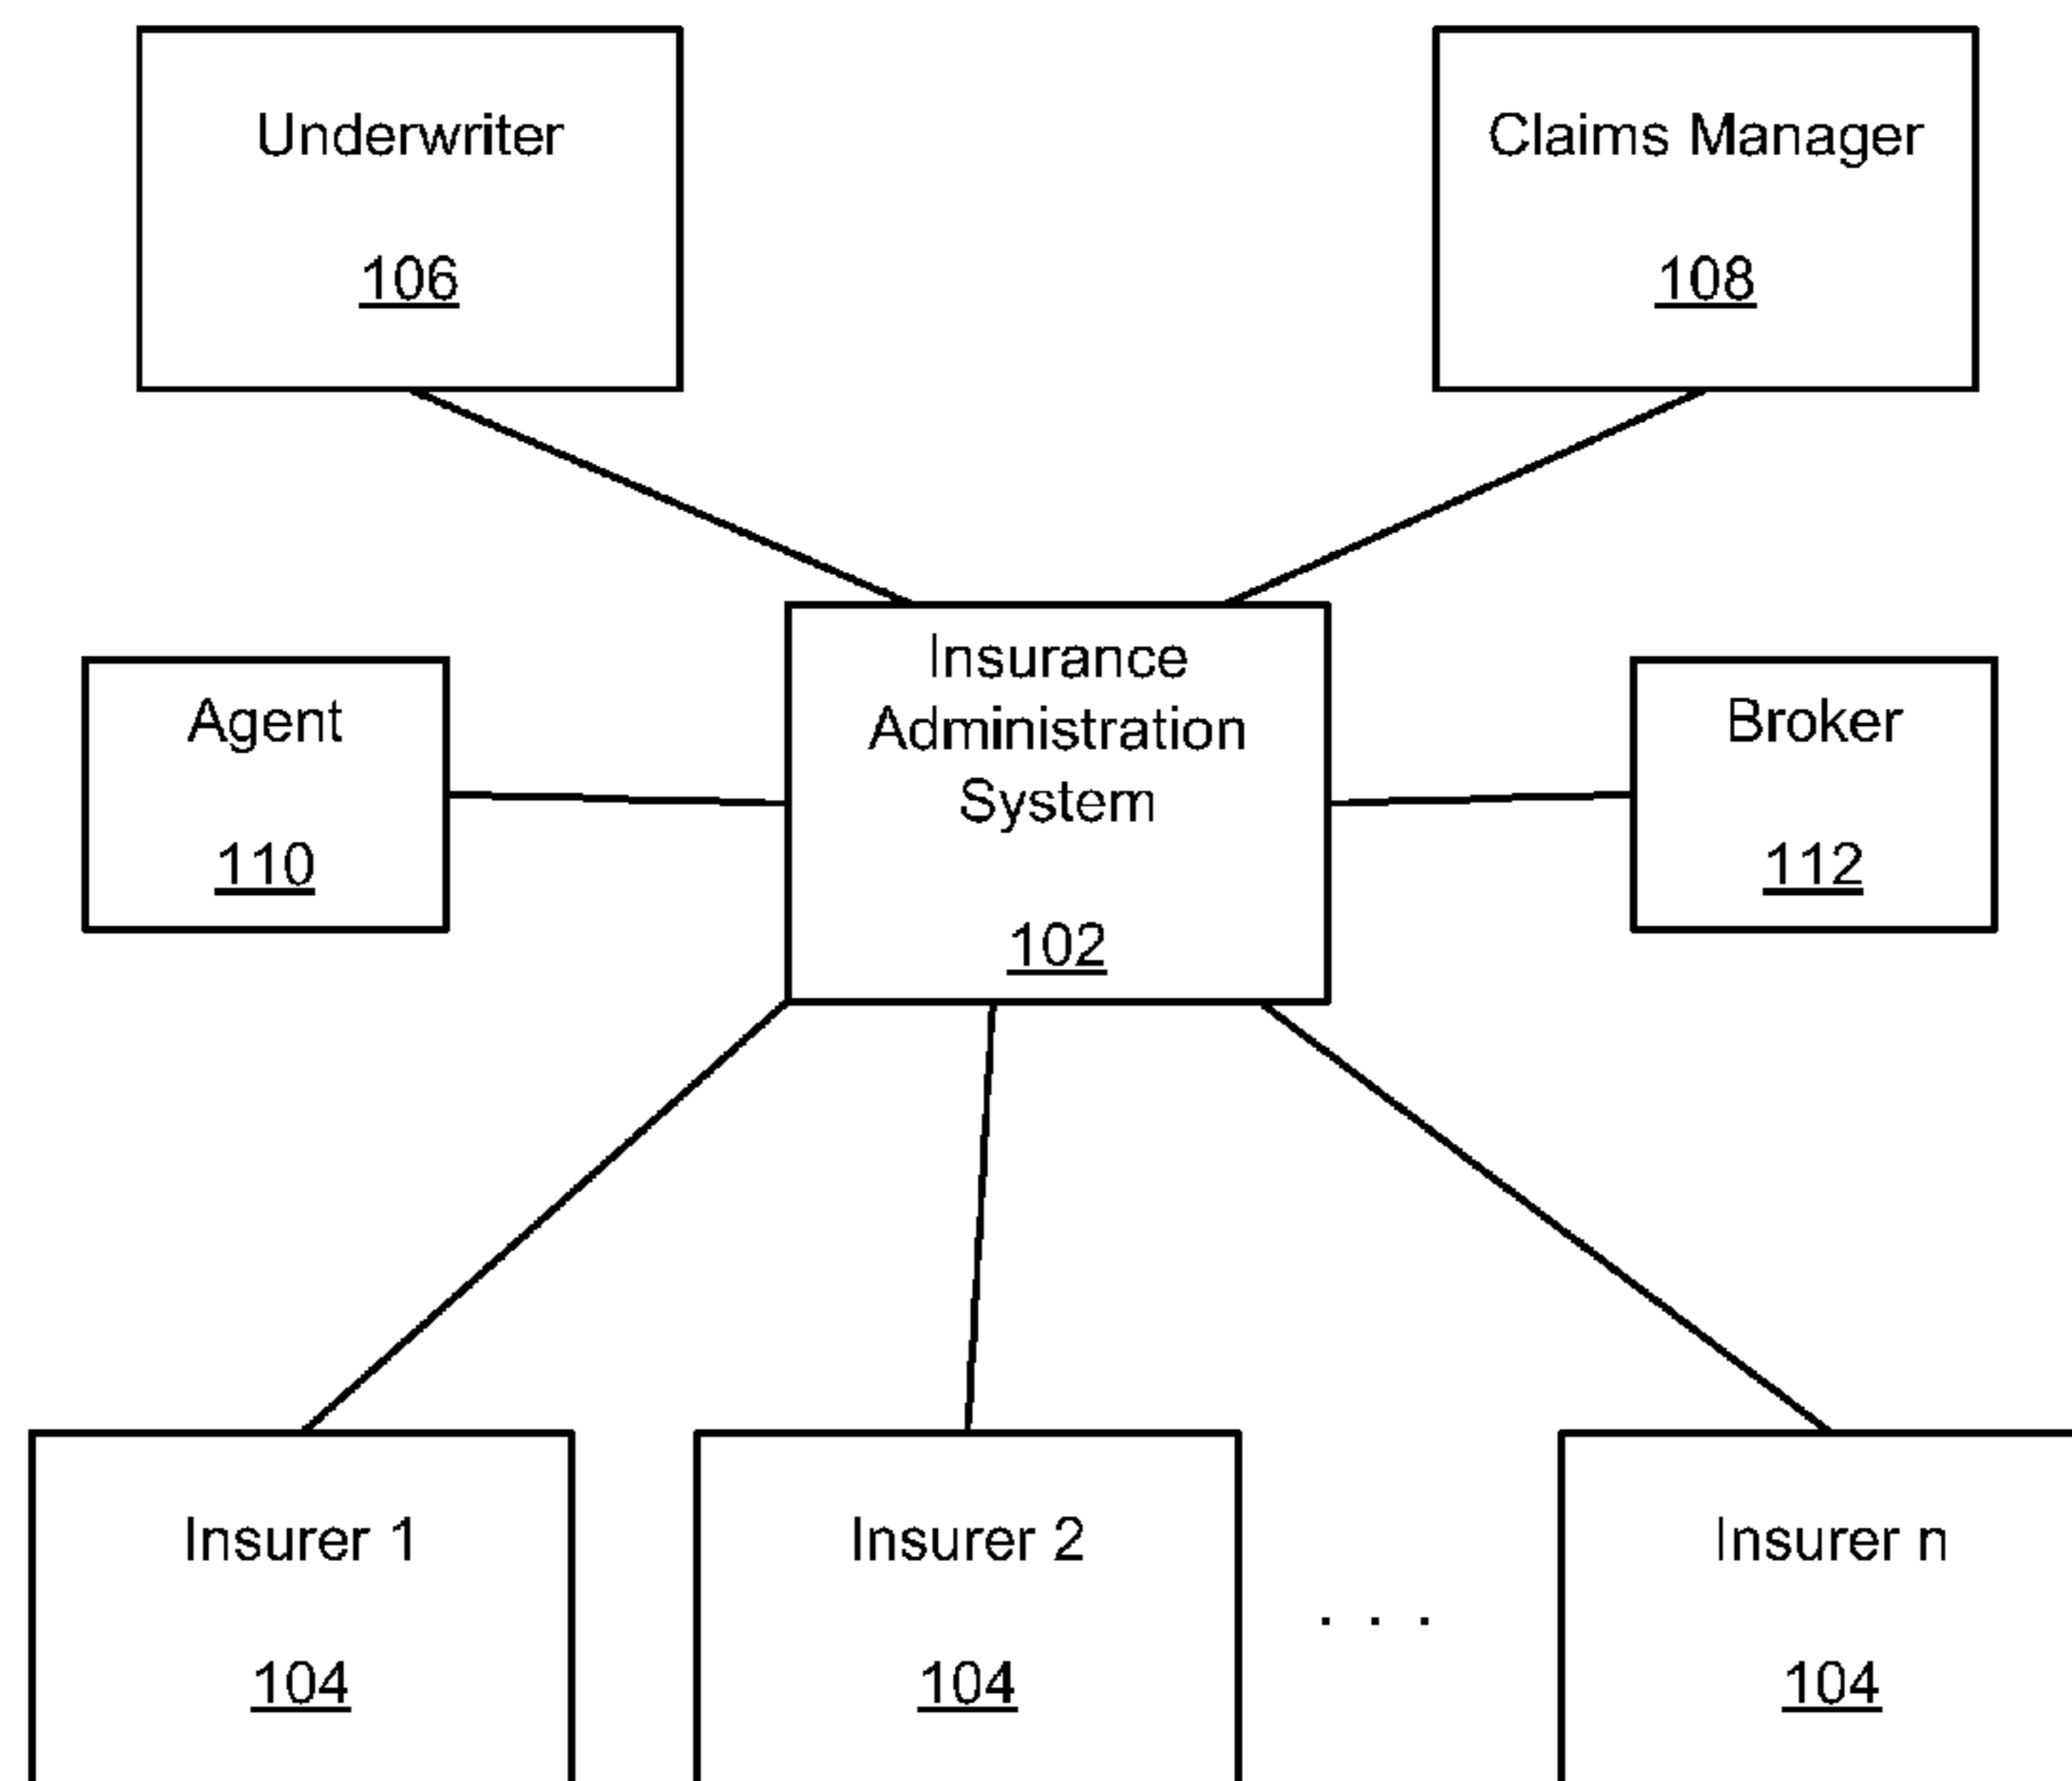 Underwriter
106
Claims Manager
108
Agent
110
Insurance
Administration
System
102
Broker
112
Insurer 1
104
Insurer 2
104
. . .
Insurer n
104